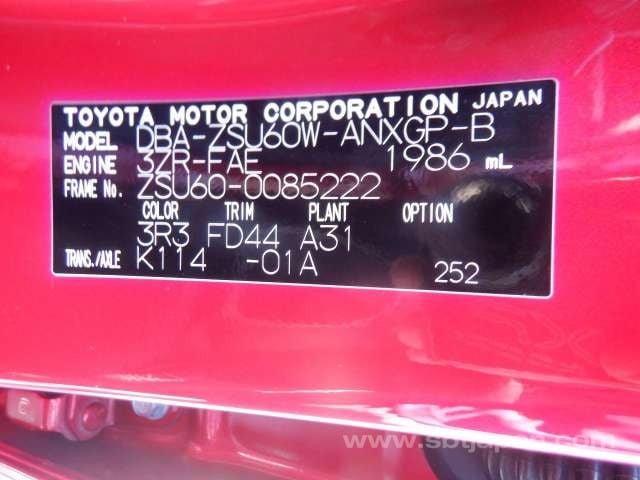 TOYOTA MOTOR CORPORATION JAPAN
MODEL DBA-ZSU60W-ANXGP-B
ENGINE 3ZR-FAE 1986 mL
FRAME No. ZSU60-0085222
COLOR TRIM PLANT OPTION
3R3 FD44 A31
TRANS./AXLE K114 -01A 252
www.sbtjapan.com